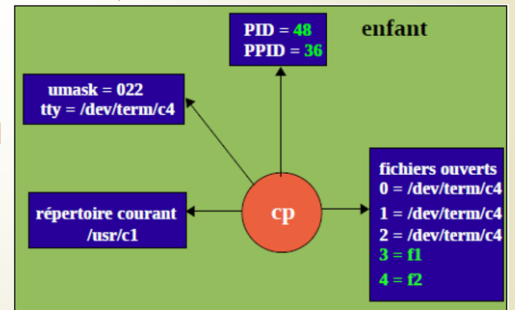 PID = 48
PPID = 36
enfant
umask = 022
tty = /dev/term/c4
répertoire courant
/usr/c1
cp
fichiers ouverts
0 = /dev/term/c4
1 = /dev/term/c4
2 = /dev/term/c4
3 = f1
4 = f2